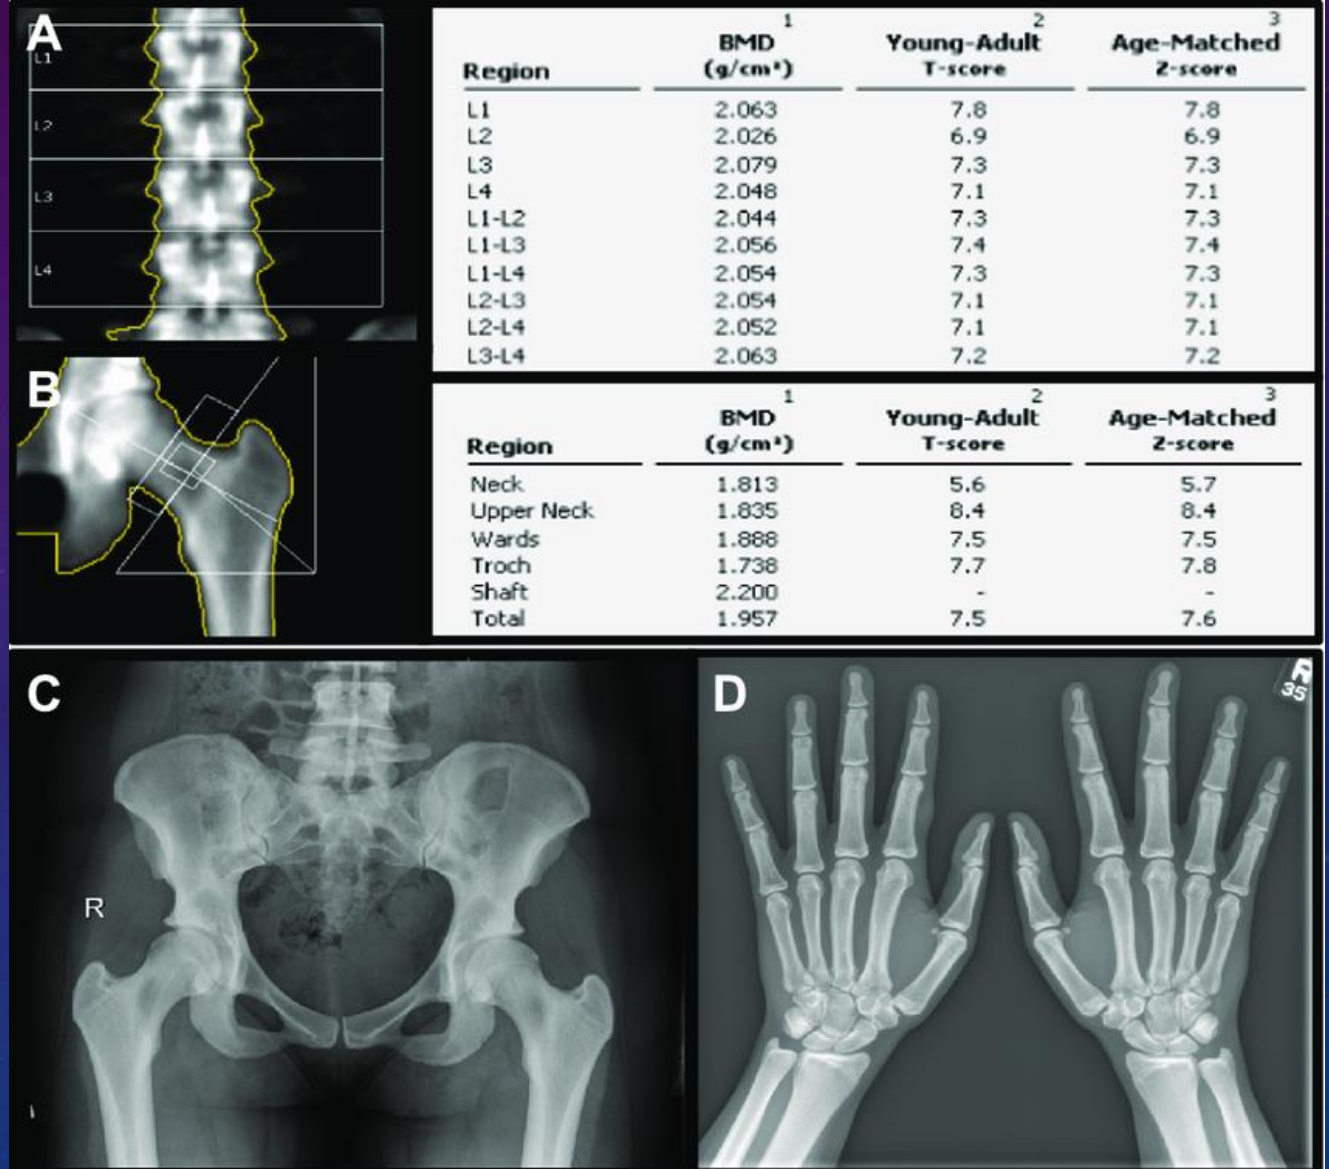 A
L1
L2
L3
L4
1 2 3
BMD Young-Adult Age-Matched
Region (g/cm²) T-score Z-score
L1 2.063 7.8 7.8
L2 2.026 6.9 6.9
L3 2.079 7.3 7.3
L4 2.048 7.1 7.1
L1-L2 2.044 7.3 7.3
L1-L3 2.056 7.4 7.4
L1-L4 2.054 7.3 7.3
L2-L3 2.054 7.1 7.1
L2-L4 2.052 7.1 7.1
L3-L4 2.063 7.2 7.2
B
1 2 3
BMD Young-Adult Age-Matched
Region (g/cm²) T-score Z-score
Neck 1.813 5.6 5.7
Upper Neck 1.835 8.4 8.4
Wards 1.888 7.5 7.5
Troch 1.738 7.7 7.8
Shaft 2.200 - -
Total 1.957 7.5 7.6
C
R
D
R
35